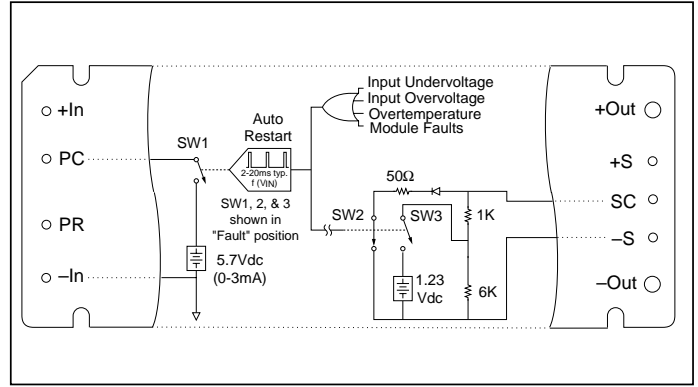 +In
PC
PR
–In
SW1
Auto
Restart
2-20ms typ.
f (VIN)
SW1, 2, & 3
shown in
"Fault" position
5.7Vdc
(0-3mA)
Input Undervoltage
Input Overvoltage
Overtemperature
Module Faults
50Ω
SW2
SW3
1K
1.23
Vdc
6K
+Out
+S
SC
–S
–Out